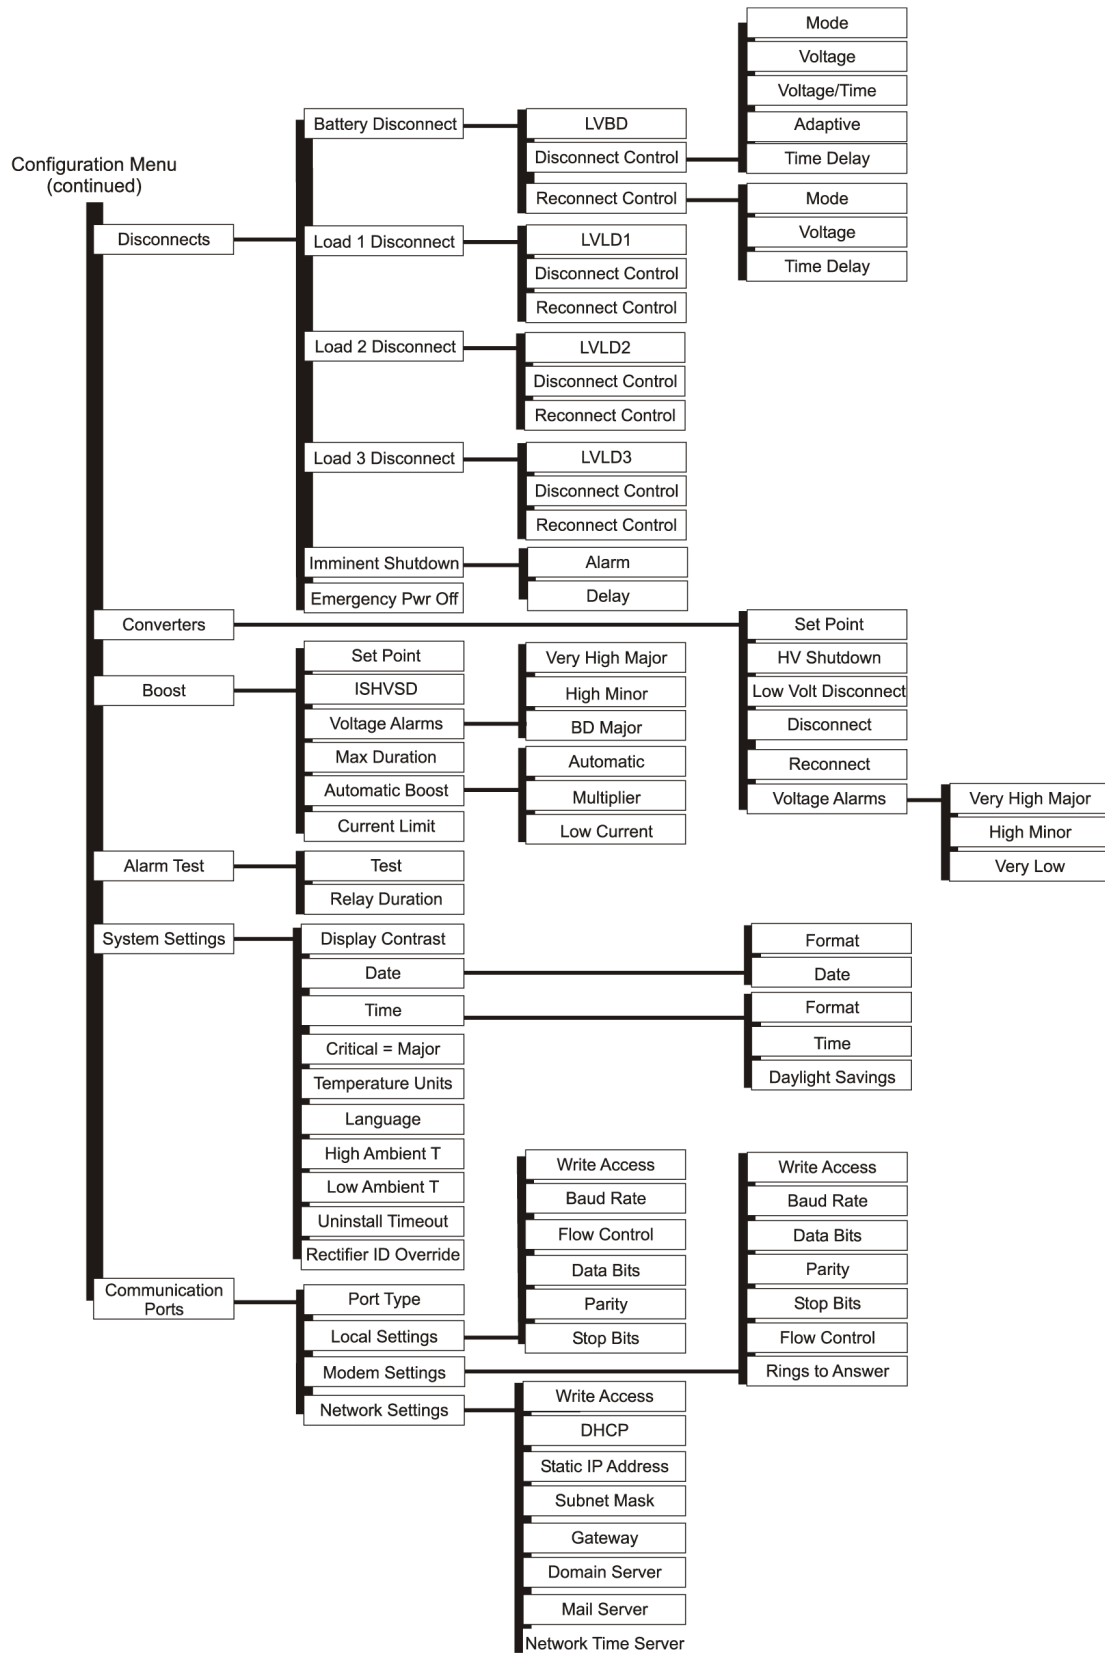 Configuration Menu
(continued)
Disconnects
Battery Disconnect
LVBD
Disconnect Control
Mode
Voltage
Voltage/Time
Adaptive
Time Delay
Reconnect Control
Mode
Voltage
Time Delay
Load 1 Disconnect
LVLD1
Disconnect Control
Reconnect Control
Load 2 Disconnect
LVLD2
Disconnect Control
Reconnect Control
Load 3 Disconnect
LVLD3
Disconnect Control
Reconnect Control
Imminent Shutdown
Alarm
Delay
Emergency Pwr Off
Converters
Set Point
HV Shutdown
Low Volt Disconnect
Disconnect
Reconnect
Voltage Alarms
Very High Major
High Minor
Very Low
Boost
Set Point
ISHVSD
Voltage Alarms
Very High Major
High Minor
BD Major
Max Duration
Automatic Boost
Automatic
Multiplier
Low Current
Current Limit
Alarm Test
Test
Relay Duration
System Settings
Display Contrast
Date
Format
Date
Time
Format
Time
Daylight Savings
Critical = Major
Temperature Units
Language
High Ambient T
Low Ambient T
Uninstall Timeout
Rectifier ID Override
Communication
Ports
Port Type
Local Settings
Write Access
Baud Rate
Flow Control
Data Bits
Parity
Stop Bits
Modem Settings
Write Access
Baud Rate
Data Bits
Parity
Stop Bits
Flow Control
Rings to Answer
Network Settings
Write Access
DHCP
Static IP Address
Subnet Mask
Gateway
Domain Server
Mail Server
Network Time Server